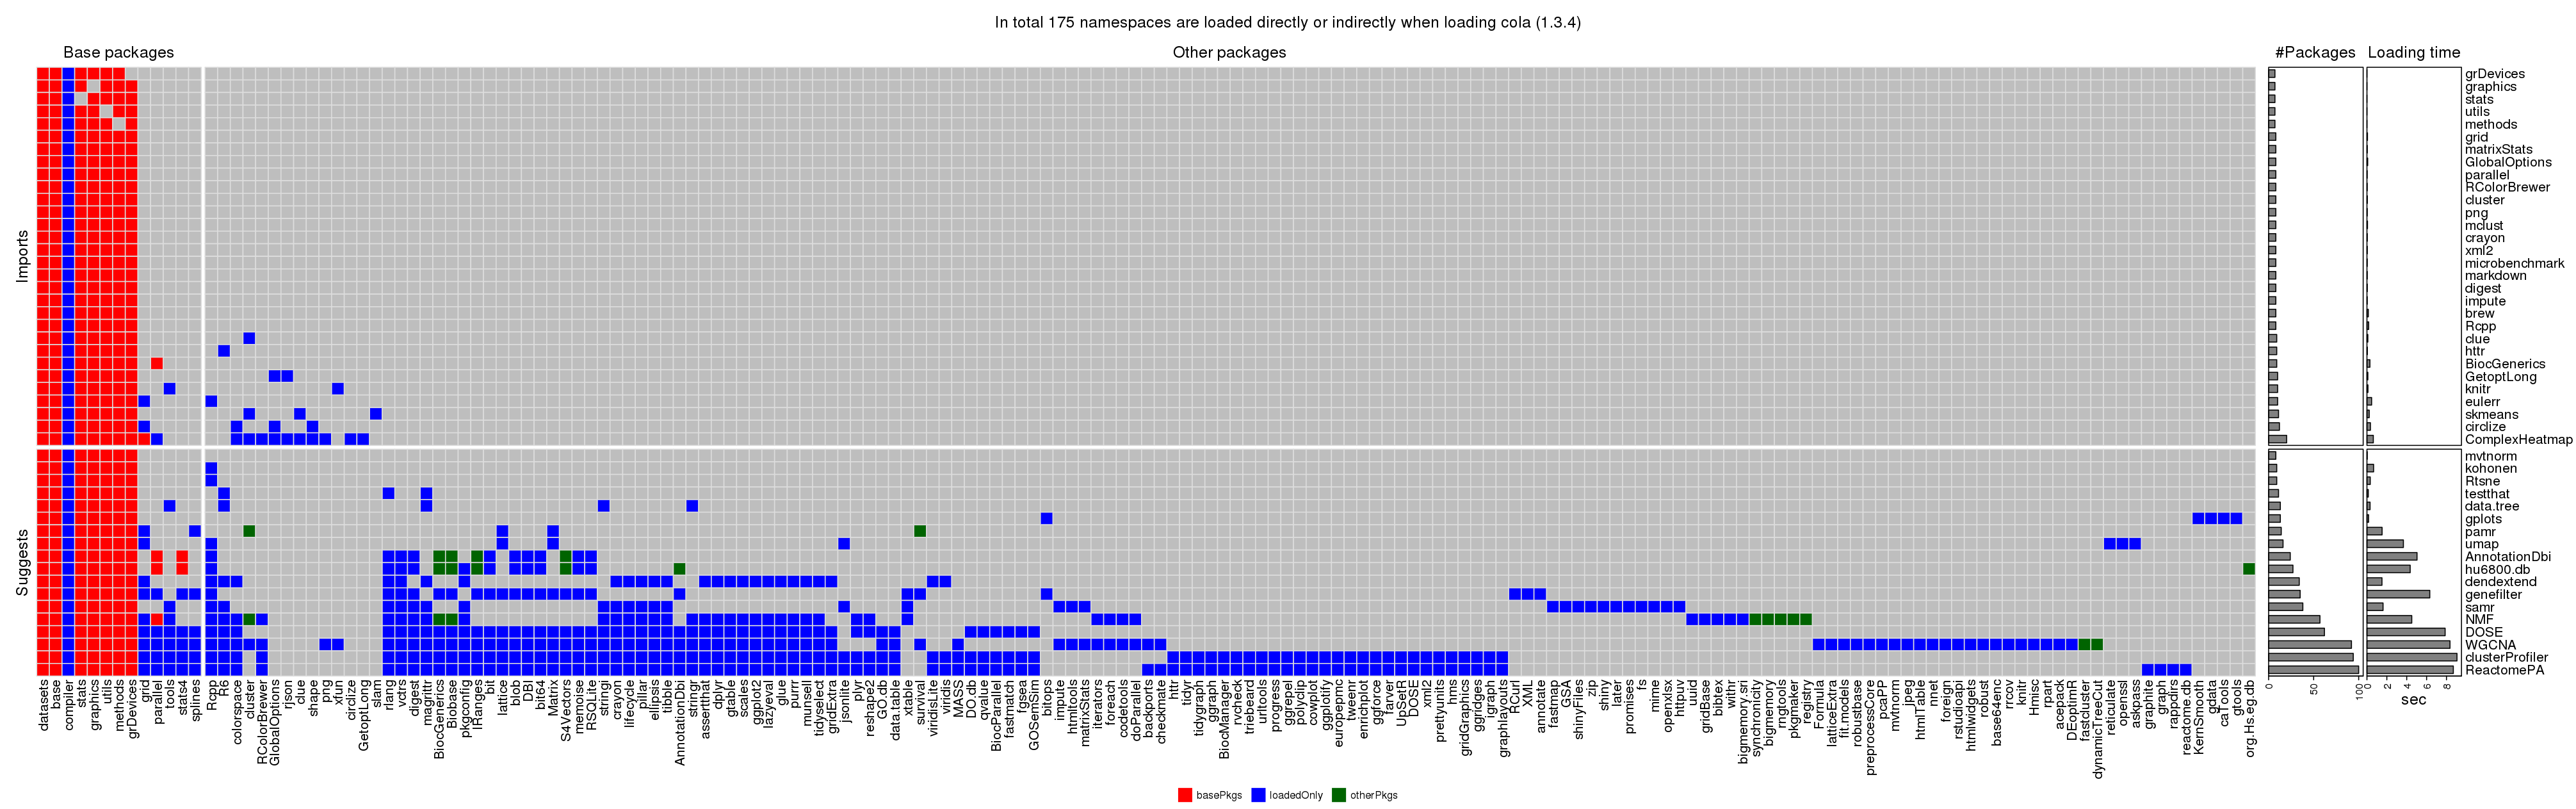 In total 175 namespaces are loaded directly or indirectly when loading cola (1.3.4)
Base packages
Other packages
#Packages
Loading time
Imports
Suggests
grDevices
graphics
stats
utils
methods
grid
matrixStats
GlobalOptions
parallel
RColorBrewer
cluster
png
mclust
crayon
xml2
microbenchmark
markdown
digest
impute
brew
Rcpp
clue
httr
BiocGenerics
GetoptLong
knitr
eulerr
skmeans
circlize
ComplexHeatmap
mvtnorm
kohonen
Rtsne
testthat
data.tree
gplots
pamr
umap
AnnotationDbi
hu6800.db
dendextend
genefilter
samr
NMF
DOSE
WGCNA
clusterProfiler
ReactomePA
datasets
base
compiler
stats
graphics
utils
methods
grDevices
grid
parallel
tools
stats4
splines
Rcpp
R6
colorspace
cluster
RColorBrewer
GlobalOptions
rjson
clue
shape
png
xfun
circlize
GetoptLong
slam
rlang
vctrs
digest
magrittr
BiocGenerics
Biobase
pkgconfig
IRanges
bit
lattice
blob
DBI
bit64
Matrix
S4Vectors
memoise
RSQLite
stringi
crayon
lifecycle
pillar
ellipsis
tibble
AnnotationDbi
stringr
assertthat
dplyr
gtable
scales
ggplot2
lazyeval
glue
purrr
munsell
tidyselect
gridExtra
jsonlite
plyr
reshape2
GO.db
data.table
xtable
survival
viridisLite
viridis
MASS
DO.db
qvalue
BiocParallel
fastmatch
fgsea
GOSemSim
bitops
impute
htmltools
matrixStats
iterators
foreach
codetools
doParallel
backports
checkmate
httr
tidyr
tidygraph
ggraph
BiocManager
rvcheck
triebeard
urltools
progress
ggrepel
polyclip
cowplot
ggplotify
europepmc
tweenr
enrichplot
ggforce
farver
UpSetR
DOSE
xml2
prettyunits
hms
gridGraphics
ggridges
igraph
graphlayouts
RCurl
XML
annotate
fastmap
GSA
shinyFiles
zip
shiny
later
promises
fs
mime
openxlsx
httpuv
uuid
gridBase
bibtex
withr
bigmemory.sri
synchronicity
bigmemory
rngtools
pkgmaker
registry
Formula
latticeExtra
fit.models
robustbase
preprocessCore
pcaPP
mvtnorm
jpeg
htmlTable
nnet
foreign
rstudioapi
htmlwidgets
robust
base64enc
rrcov
knitr
Hmisc
rpart
acepack
DEoptimR
fastcluster
dynamicTreeCut
reticulate
openssl
askpass
graphite
graph
rappdirs
reactome.db
KernSmooth
gdata
caTools
gtools
org.Hs.eg.db
0
50
100
0 2 4 6 8
sec
basePkgs loadedOnly otherPkgs